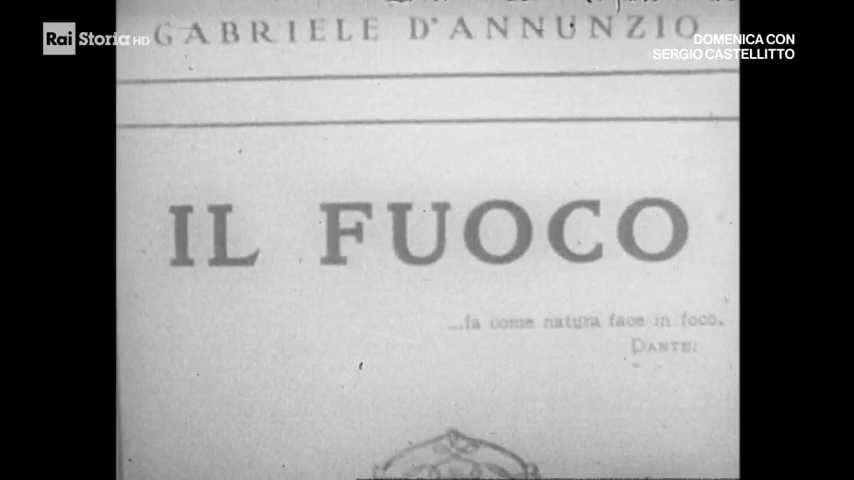 Rai Storia HD
DOMENICA CON
SERGIO CASTELLITTO
GABRIELE D'ANNUNZIO
IL FUOCO
...fa come natura face in foco.
DANTE.